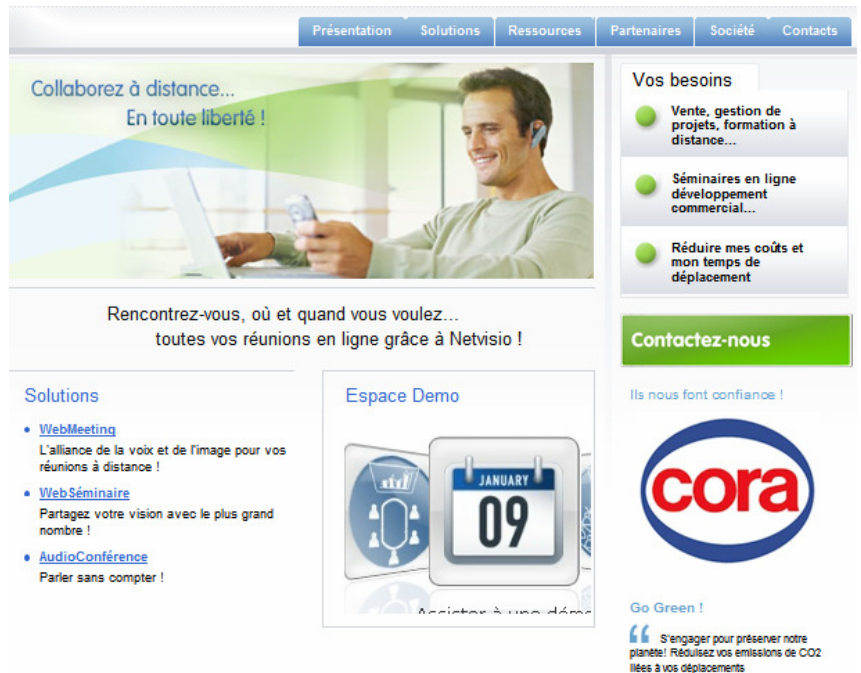 Présentation Solutions Ressources Partenaires Société Contacts
Collaborez à distance...
En toute liberté !
Rencontrez-vous, où et quand vous voulez...
toutes vos réunions en ligne grâce à Netvisio !
Solutions
WebMeeting
L'alliance de la voix et de l'image pour vos
réunions à distance !
WebSéminaire
Partagez votre vision avec le plus grand
nombre !
AudioConférence
Parler sans compter !
Espace Demo
JANUARY
09
Assister à une démo
Vos besoins
Vente, gestion de
projets, formation à
distance...
Séminaires en ligne
développement
commercial...
Réduire mes coûts et
mon temps de
déplacement
Contactez-nous
Ils nous font confiance !
cora
Go Green !
S'engager pour préserver notre
planète! Réduisez vos emissions de CO2
liées à vos déplacements